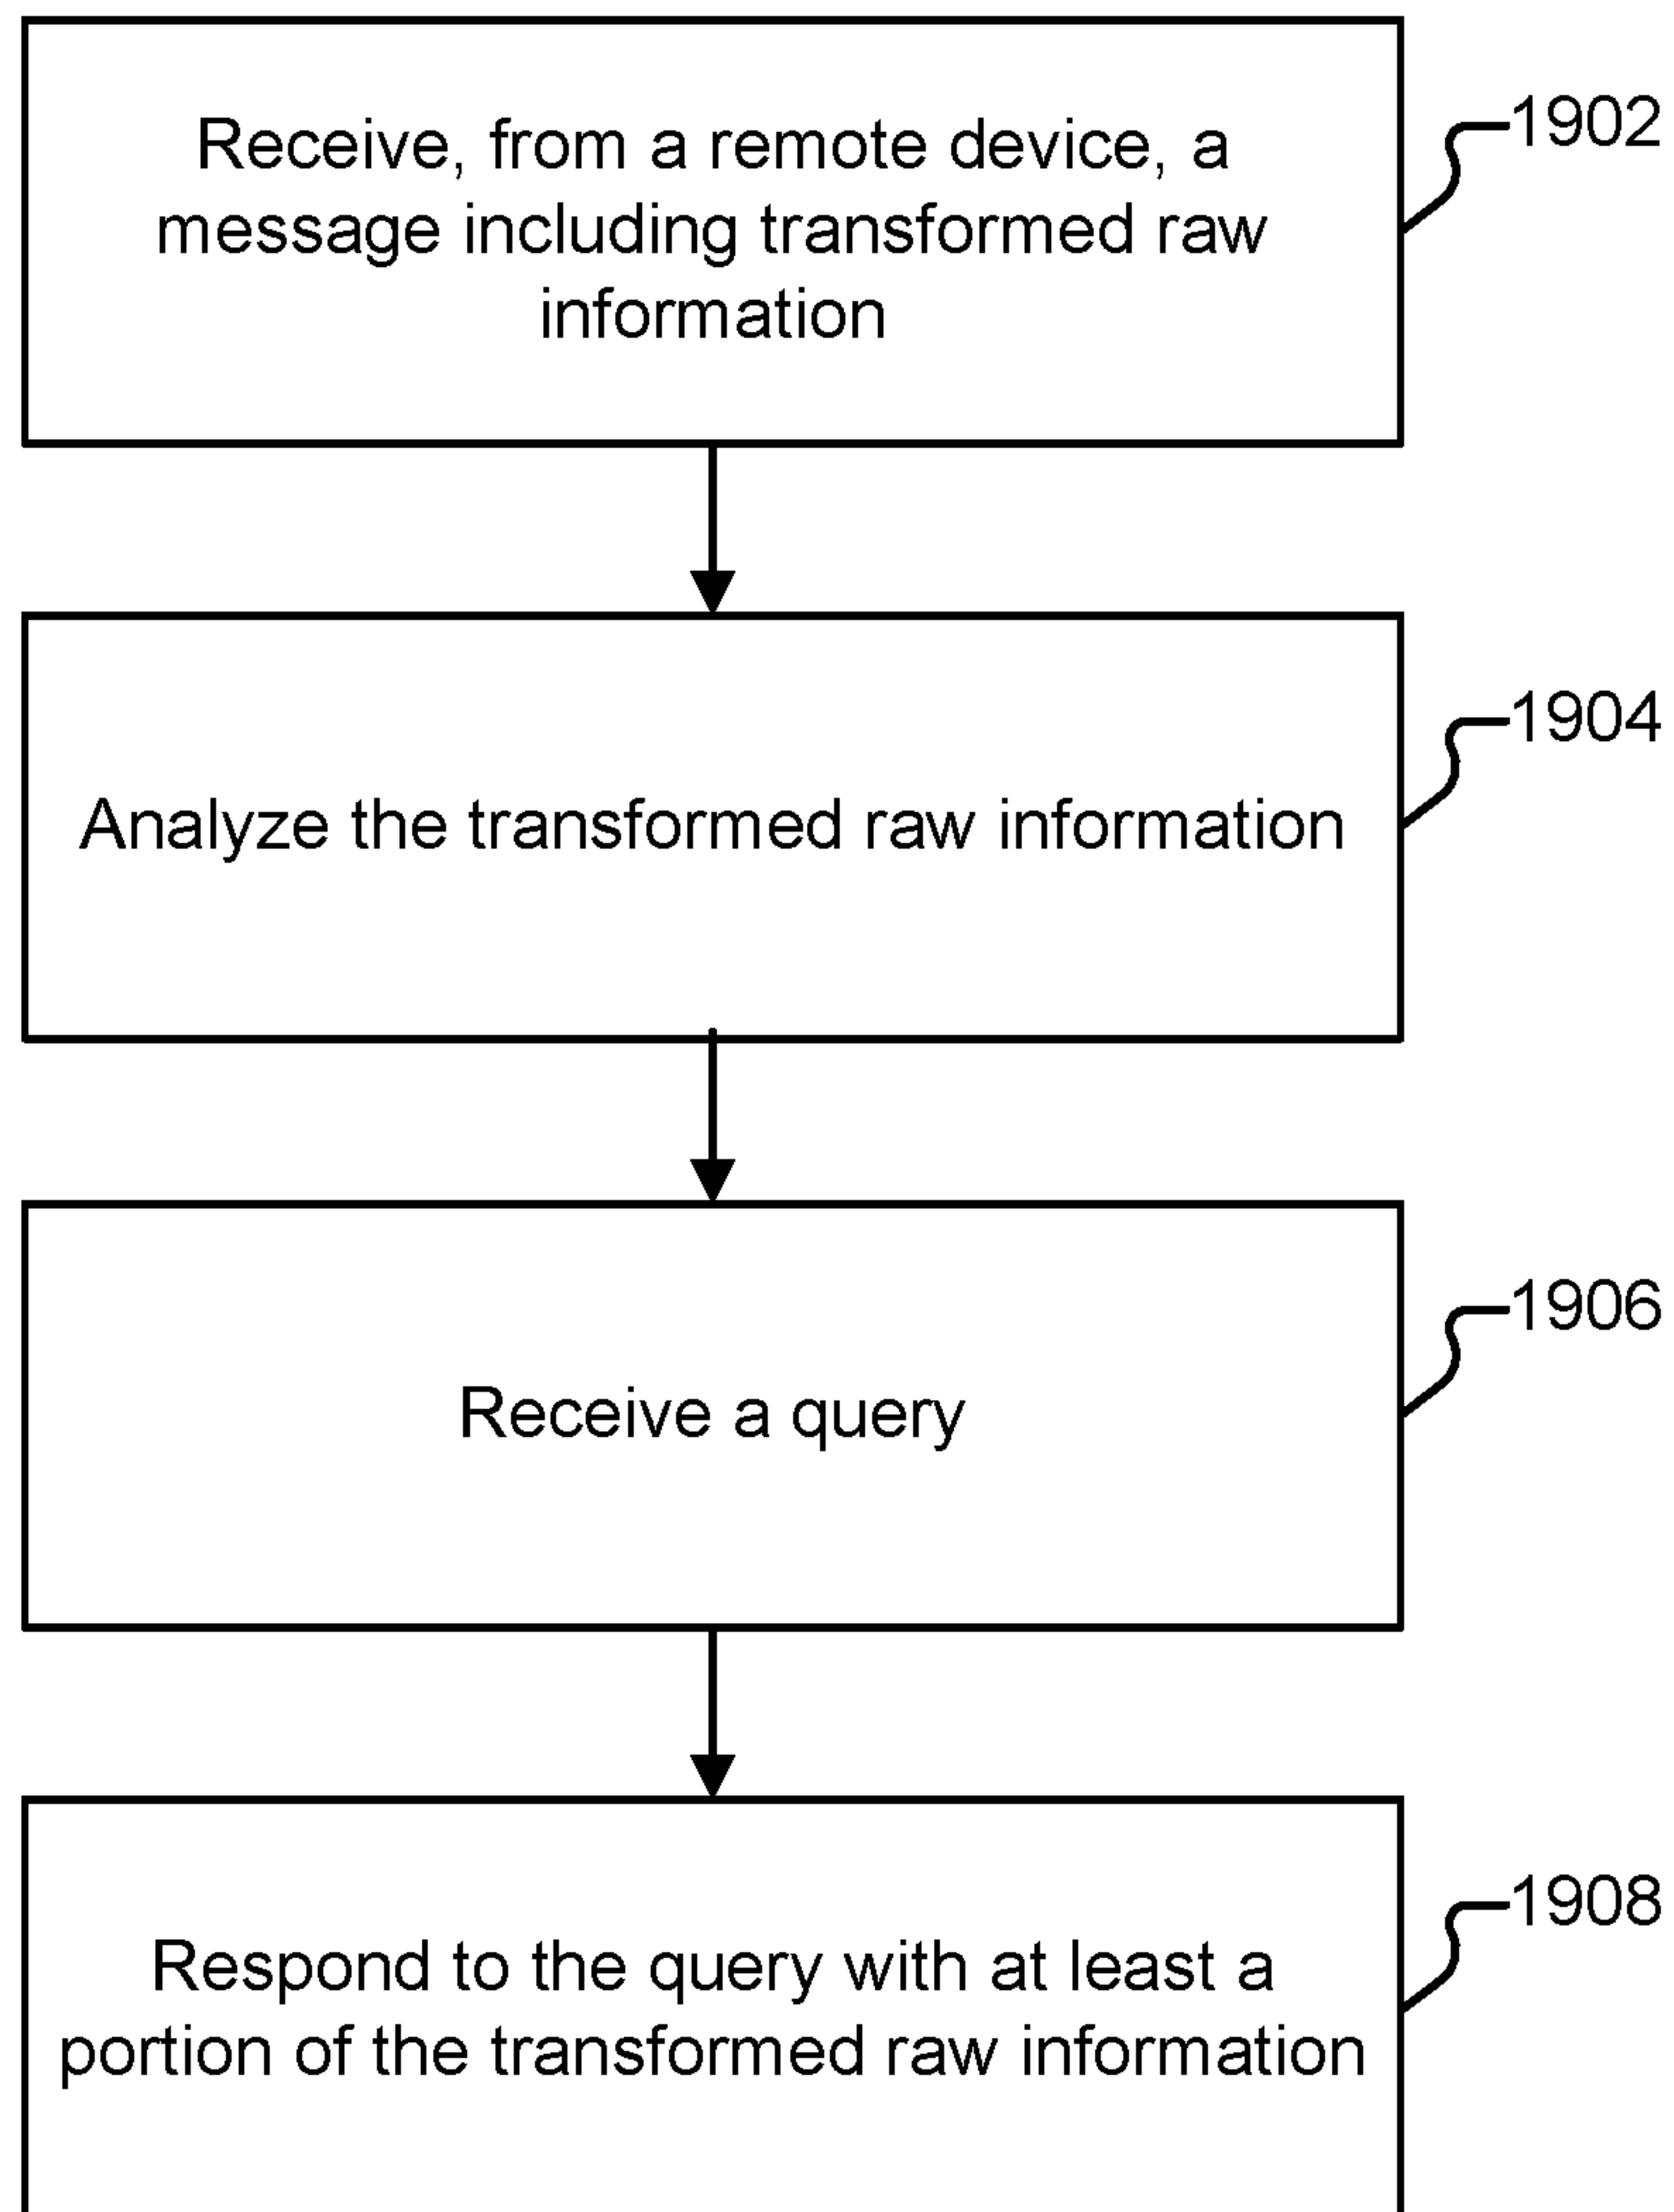 Receive, from a remote device, a
message including transformed raw
information
1902
Analyze the transformed raw information
1904
Receive a query
1906
Respond to the query with at least a
portion of the transformed raw information
1908